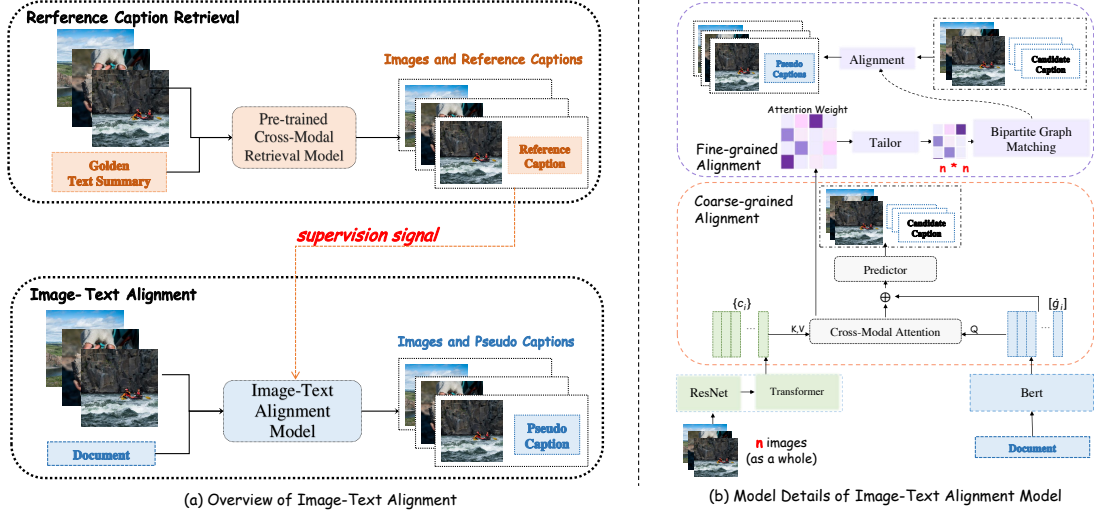 Rerference Caption Retrieval
Images and Reference Captions
Pre-trained
Cross-Modal
Retrieval Model
Golden
Text Summary
Reference
Caption
supervision signal
Image-Text Alignment
Images and Pseudo Captions
Image-Text
Alignment
Model
Document
Pseudo
Caption
(a) Overview of Image-Text Alignment
Pseudo
Captions
Alignment
Candidate
Caption
Attention Weight
Fine-grained
Alignment
Tailor
n * n
Bipartite Graph
Matching
Coarse-grained
Alignment
Candidate
Caption
Predictor
⊕
{c_i}
...
K,V
Cross-Modal Attention
Q
[ġ_i]
...
ResNet
Transformer
Bert
n images
(as a whole)
Document
(b) Model Details of Image-Text Alignment Model